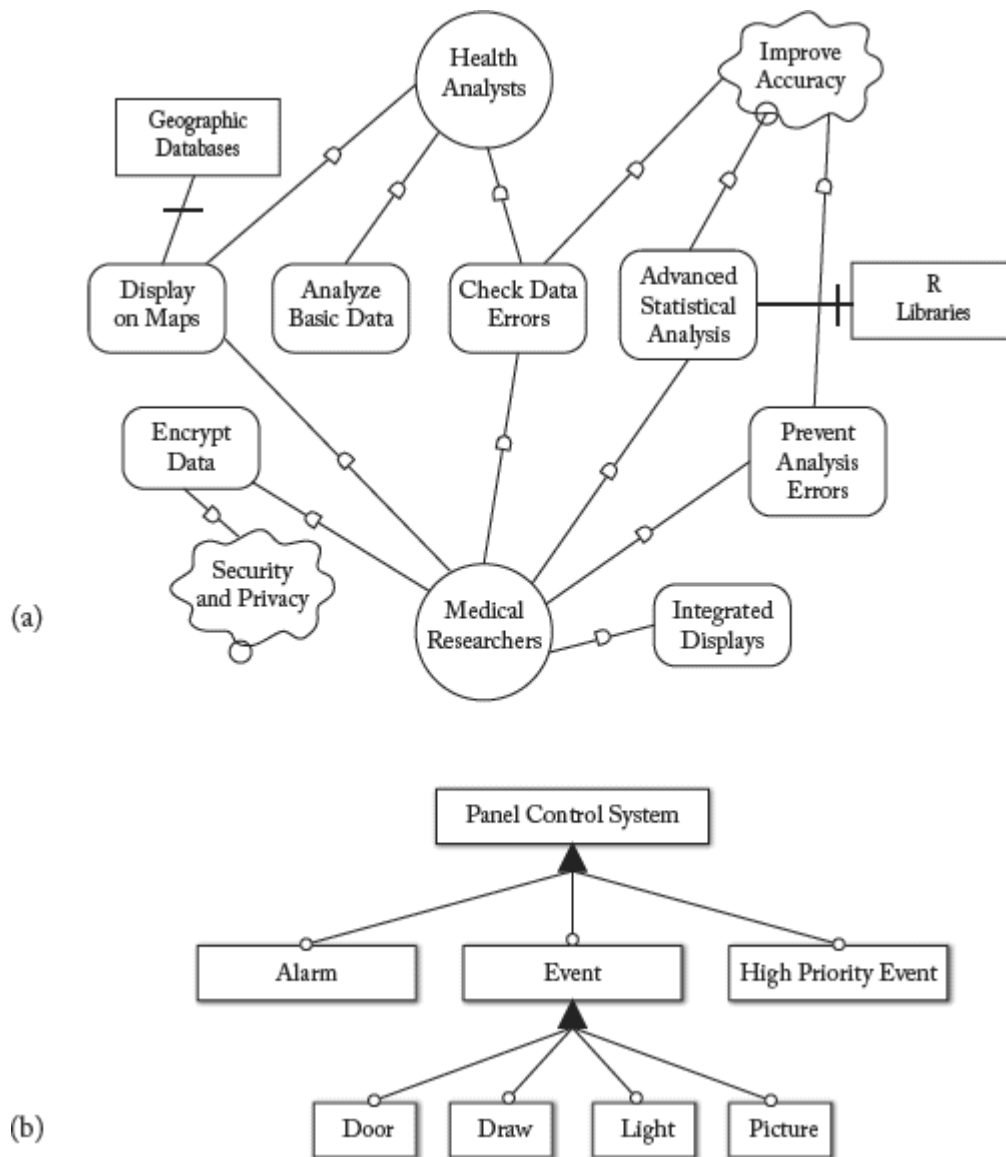 Health
Analysts
Improve
Accuracy
Geographic
Databases
Display
on Maps
Analyze
Basic Data
Check Data
Errors
Advanced
Statistical
Analysis
R
Libraries
Encrypt
Data
Prevent
Analysis
Errors
Security
and Privacy
Medical
Researchers
Integrated
Displays
(a)
Panel Control System
Alarm
Event
High Priority Event
Door
Draw
Light
Picture
(b)